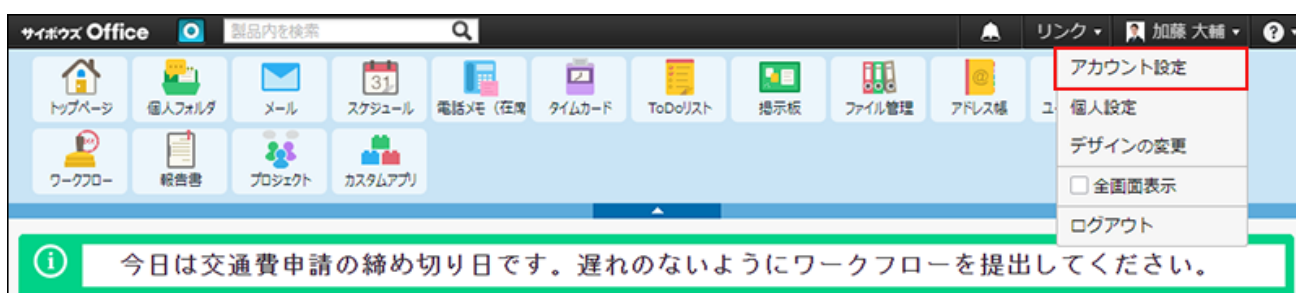 サイボウズ Office 製品内を検索 リンク 加藤 大輔 ?
アカウント設定
トップページ 個人フォルダ メール 31 スケジュール 電話メモ(在席 タイムカード ToDoリスト 掲示板 ファイル管理 @ アドレス帳 ユ
個人設定
デザインの変更
ワークフロー 報告書 プロジェクト カスタムアプリ
全画面表示
ログアウト
今日は交通費申請の締め切り日です。遅れのないようにワークフローを提出してください。